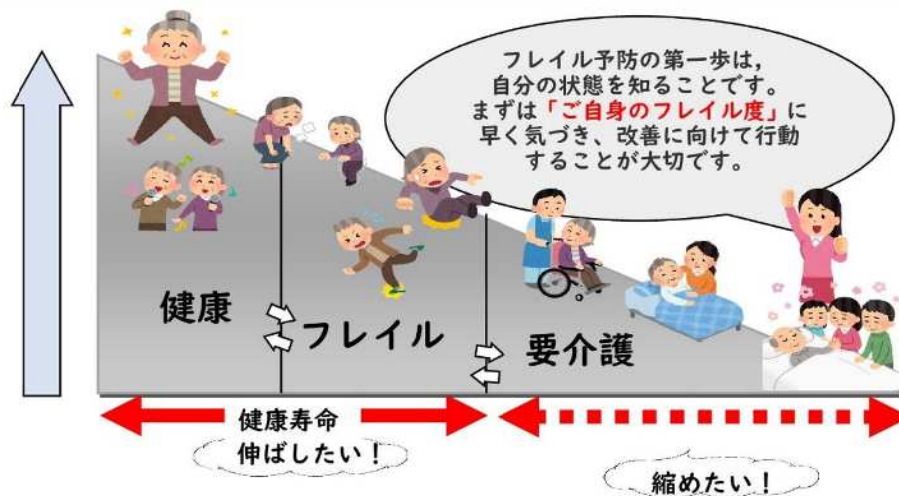 フレイル予防の第一歩は,
自分の状態を知ることです。
まずは「ご自身のフレイル度」に
早く気づき、改善に向けて行動
することが大切です。
健康
フレイル
要介護
健康寿命
伸ばしたい！
縮めたい！